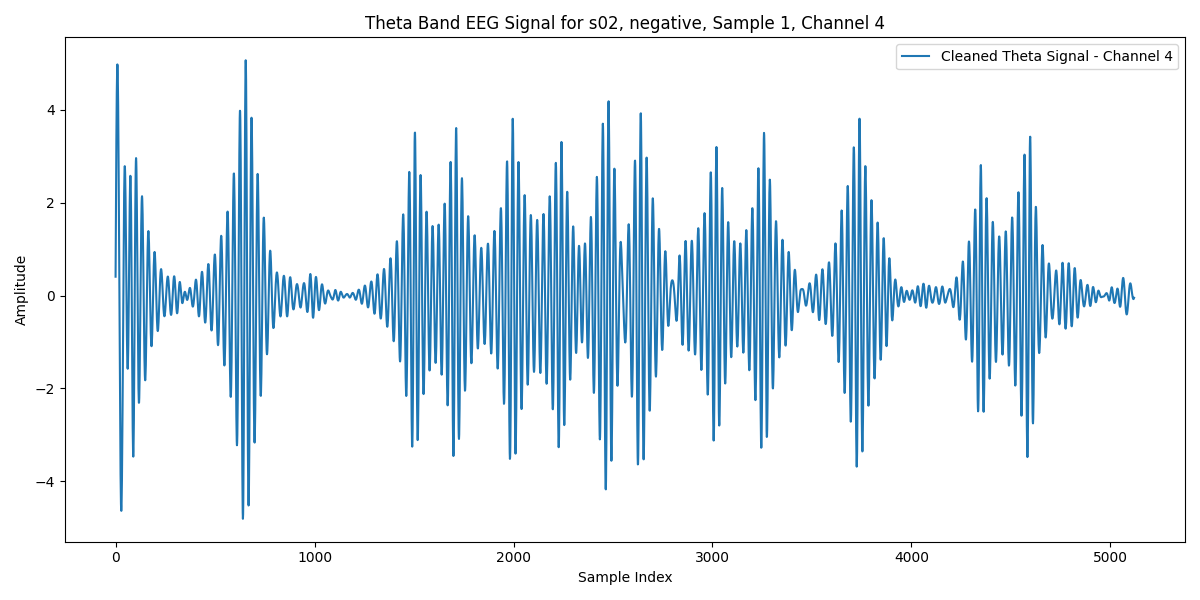 Theta Band EEG Signal for s02, negative, Sample 1, Channel 4
Cleaned Theta Signal - Channel 4
Amplitude
4
2
0
−2
−4
0 1000 2000 3000 4000 5000
Sample Index